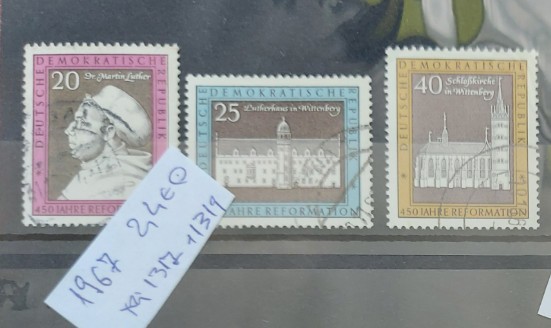 DEUTSCHE DEMOKRATISCHE REPUBLIK
20 Dr. Martin Luther
450 JAHRE REFORMATION
DEUTSCHE DEMOKRATISCHE REPUBLIK
25 Lutherhaus in Wittenberg
450 JAHRE REFORMATION
DEUTSCHE DEMOKRATISCHE REPUBLIK
40 Schloßkirche
in Wittenberg
450 JAHRE REFORMATION
1967
1317 1319